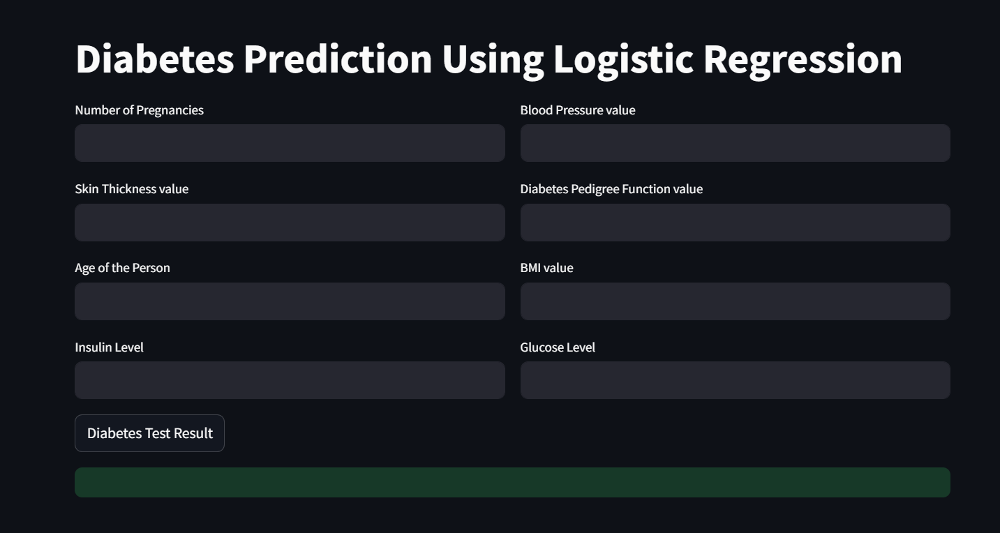 Diabetes Prediction Using Logistic Regression
Number of Pregnancies
Blood Pressure value
Skin Thickness value
Diabetes Pedigree Function value
Age of the Person
BMI value
Insulin Level
Glucose Level
Diabetes Test Result